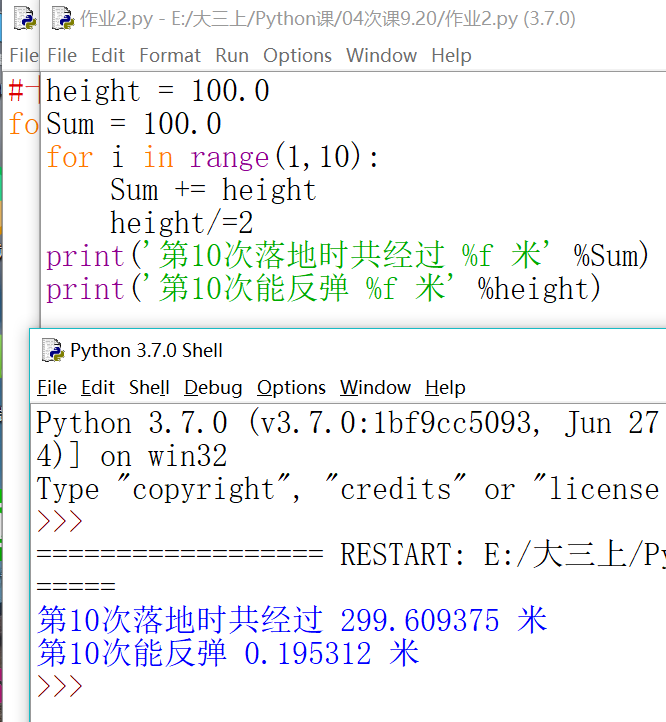 作业2.py - E:/大三上/Python课/04次课9.20/作业2.py (3.7.0)
File
File Edit Format Run Options Window Help
height = 100.0
fo
Sum = 100.0
for i in range(1,10):
    Sum += height
    height/=2
print('第10次落地时共经过 %f 米' %Sum)
print('第10次能反弹 %f 米' %height)
Python 3.7.0 Shell
File Edit Shell Debug Options Window Help
Python 3.7.0 (v3.7.0:1bf9cc5093, Jun 27
4)] on win32
Type "copyright", "credits" or "license
>>>
================== RESTART: E:/大三上/Py
=====
第10次落地时共经过 299.609375 米
第10次能反弹 0.195312 米
>>>